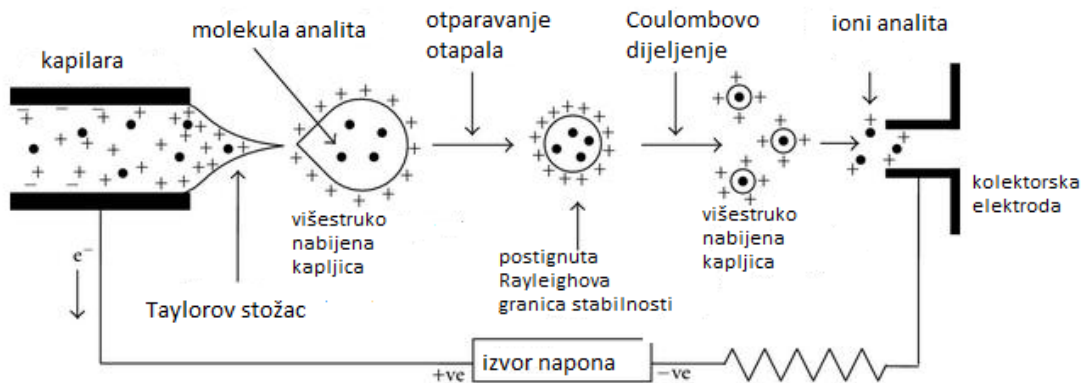 kapilara
molekula analita
otparavanje
otapala
Coulombovo
dijeljenje
ioni analita
višestruko
nabijena
kapljica
postignuta
Rayleighova
granica stabilnosti
višestruko
nabijena
kapljica
kolektorska
elektroda
e⁻
Taylorov stožac
+ve
izvor napona
−ve